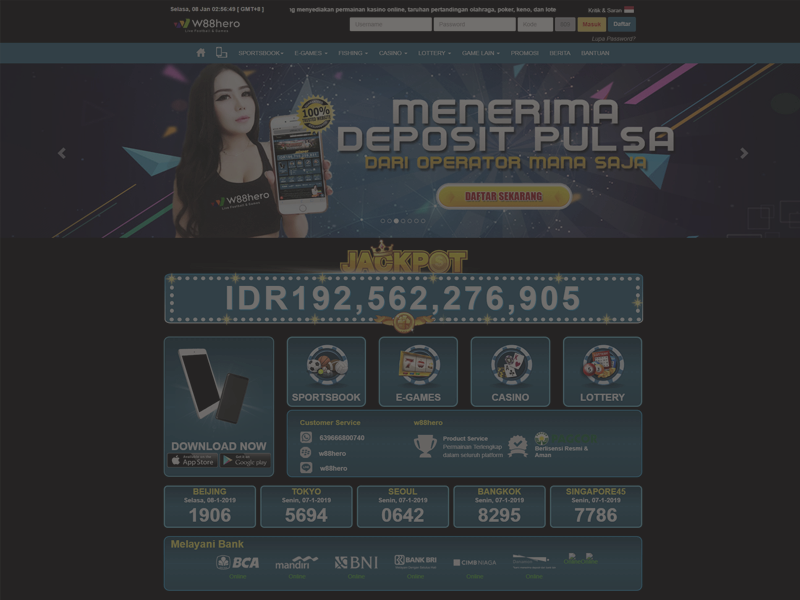 Selasa, 08 Jan 02:56:49 [ GMT+8 ]
ng menyediakan permainan kasino online, taruhan pertandingan olahraga, poker, keno, dan lote
Kritik & Saran
w88hero
Username
Password
Kode
Masuk
Daftar
Lupa Password?
SPORTSBOOK
E-GAMES
FISHING
CASINO
LOTTERY
GAME LAIN
PROMOSI
BERITA
BANTUAN
100%
MENERIMA
DEPOSIT PULSA
DARI OPERATOR MANA SAJA
DAFTAR SEKARANG
w88hero
JACKPOT
IDR192,562,276,905
SPORTSBOOK
E-GAMES
CASINO
LOTTERY
DOWNLOAD NOW
App Store
Google play
Customer Service
639666800740
w88hero
w88hero
w88hero
Product Service
Permainan Terlengkap
dalam seluruh platform
Berlisensi Resmi &
Aman
BEIJING
Selasa, 08-1-2019
1906
TOKYO
Senin, 07-1-2019
5694
SEOUL
Senin, 07-1-2019
0642
BANGKOK
Senin, 07-1-2019
8295
SINGAPORE45
Senin, 07-1-2019
7786
Melayani Bank
BCA
mandiri
BNI
BANK BRI
CIMB NIAGA
Online
Online
Online
Online
Online
Online